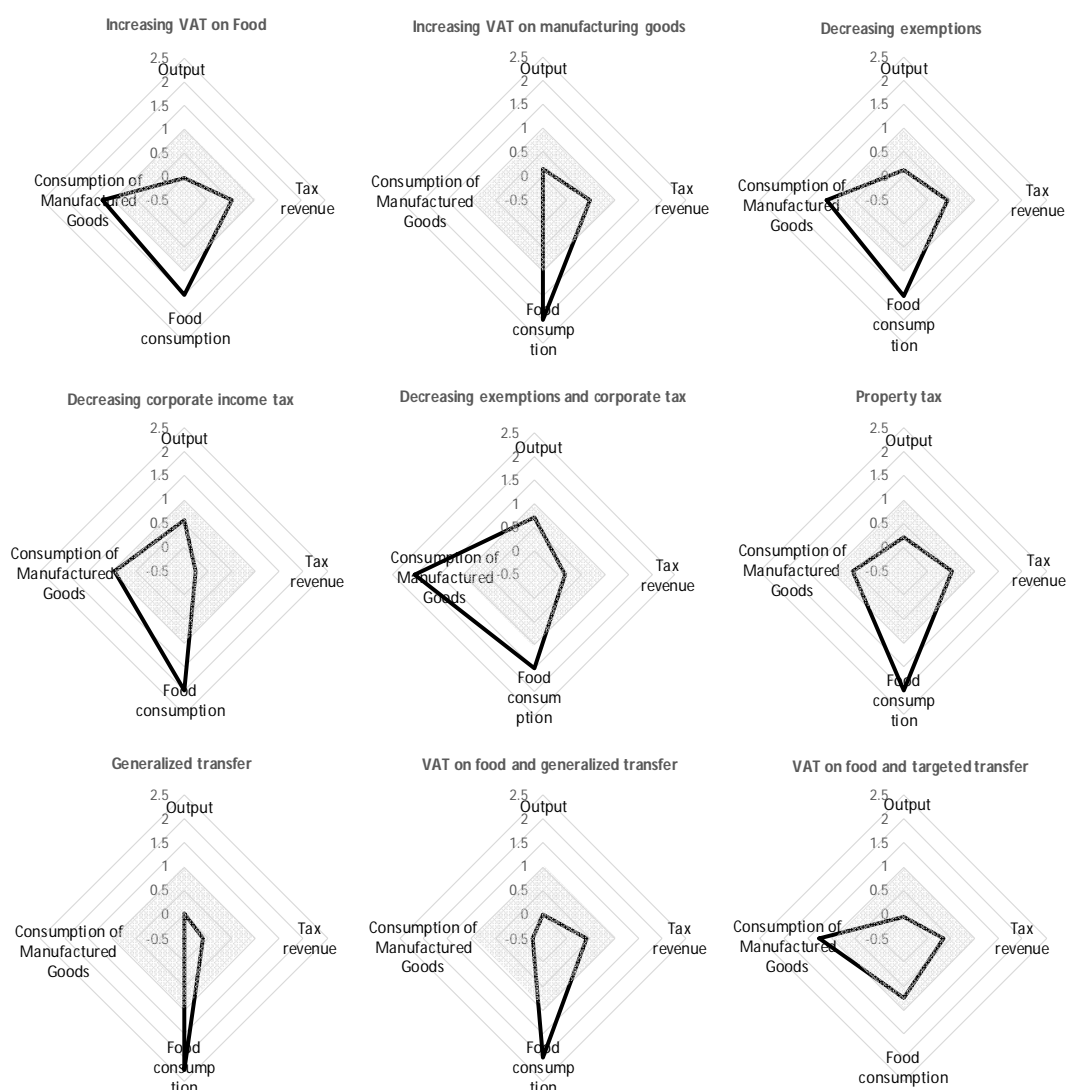 Increasing VAT on Food
2.5
Output
2
1.5
1
0.5
0
-0.5
Consumption of
Manufactured
Goods
Tax
revenue
Food
consumption
Increasing VAT on manufacturing goods
2.5
Output
2
1.5
1
0.5
0
-0.5
Consumption of
Manufactured
Goods
Tax
revenue
Food
consump
tion
Decreasing exemptions
2.5
Output
2
1.5
1
0.5
0
-0.5
Consumption of
Manufactured
Goods
Tax
revenue
Food
consump
tion
Decreasing corporate income tax
2.5
Output
2
1.5
1
0.5
0
-0.5
Consumption of
Manufactured
Goods
Tax
revenue
Food
consumption
Decreasing exemptions and corporate tax
2.5
Output
2
1.5
1
0.5
0
-0.5
Consumption of
Manufactured
Goods
Tax
revenue
Food
consum
ption
Property tax
2.5
Output
2
1.5
1
0.5
0
-0.5
Consumption of
Manufactured
Goods
Tax
revenue
Food
consump
tion
Generalized transfer
2.5
Output
2
1.5
1
0.5
0
-0.5
Consumption of
Manufactured
Goods
Tax
revenue
Food
consump
tion
VAT on food and generalized transfer
2.5
Output
2
1.5
1
0.5
0
-0.5
Consumption of
Manufactured
Goods
Tax
revenue
Food
consump
tion
VAT on food and targeted transfer
2.5
Output
2
1.5
1
0.5
0
-0.5
Consumption of
Manufactured
Goods
Tax
revenue
Food
consumption